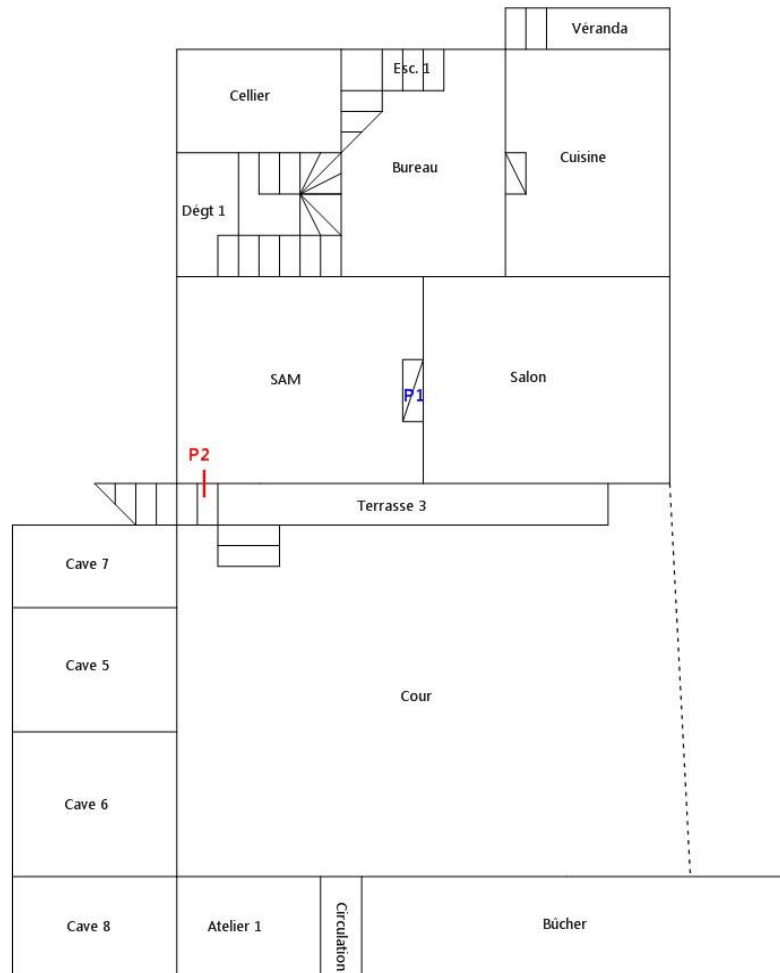 Véranda
Esc. 1
Cellier
Cuisine
Bureau
Dégt 1
SAM
Salon
P1
P2
Terrasse 3
Cave 7
Cave 5
Cour
Cave 6
Cave 8
Atelier 1
Circulation
Bûcher